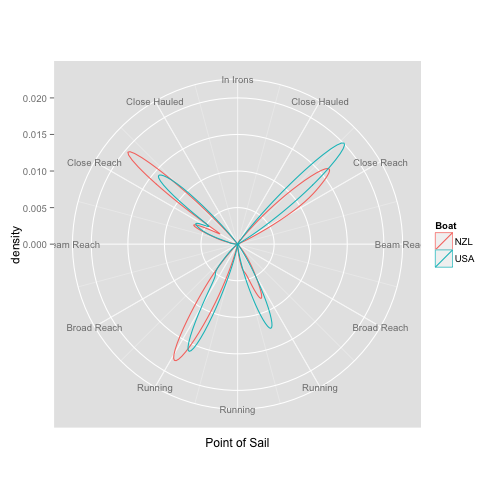 In Irons
Close Hauled
Close Hauled
0.020
0.015
Close Reach
Close Reach
0.010
0.005
0.000
am Reach
Beam Rea
Broad Reach
Broad Reach
Running
Running
Running
density
Point of Sail
Boat
NZL
USA